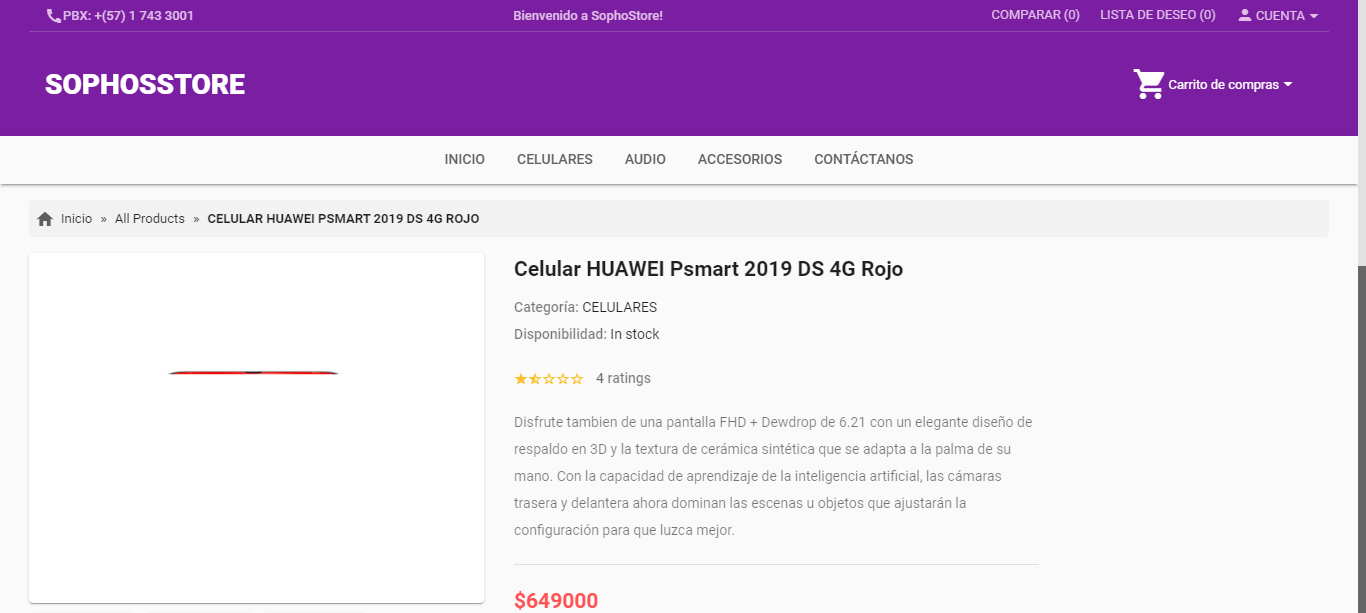 PBX: +(57) 1 743 3001
Bienvenido a SophoStore!
COMPARAR (0)
LISTA DE DESEO (0)
CUENTA
SOPHOSSTORE
Carrito de compras
INICIO
CELULARES
AUDIO
ACCESORIOS
CONTÁCTANOS
Inicio » All Products » CELULAR HUAWEI PSMART 2019 DS 4G ROJO
Celular HUAWEI Psmart 2019 DS 4G Rojo
Categoría: CELULARES
Disponibilidad: In stock
4 ratings
Disfrute tambien de una pantalla FHD + Dewdrop de 6.21 con un elegante diseño de
respaldo en 3D y la textura de cerámica sintética que se adapta a la palma de su
mano. Con la capacidad de aprendizaje de la inteligencia artificial, las cámaras
trasera y delantera ahora dominan las escenas u objetos que ajustarán la
configuración para que luzca mejor.
$649000